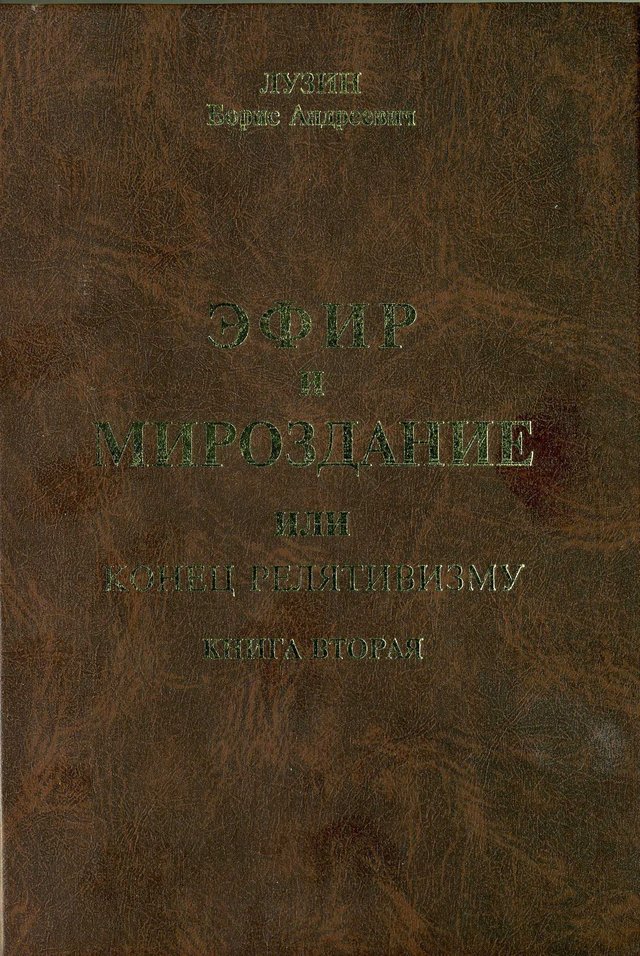 ЛУЗИН
Борис Андреевич
ЭФИР
и
МИРОЗДАНИЕ
или
КОНЕЦ РЕЛЯТИВИЗМУ
КНИГА ВТОРАЯ